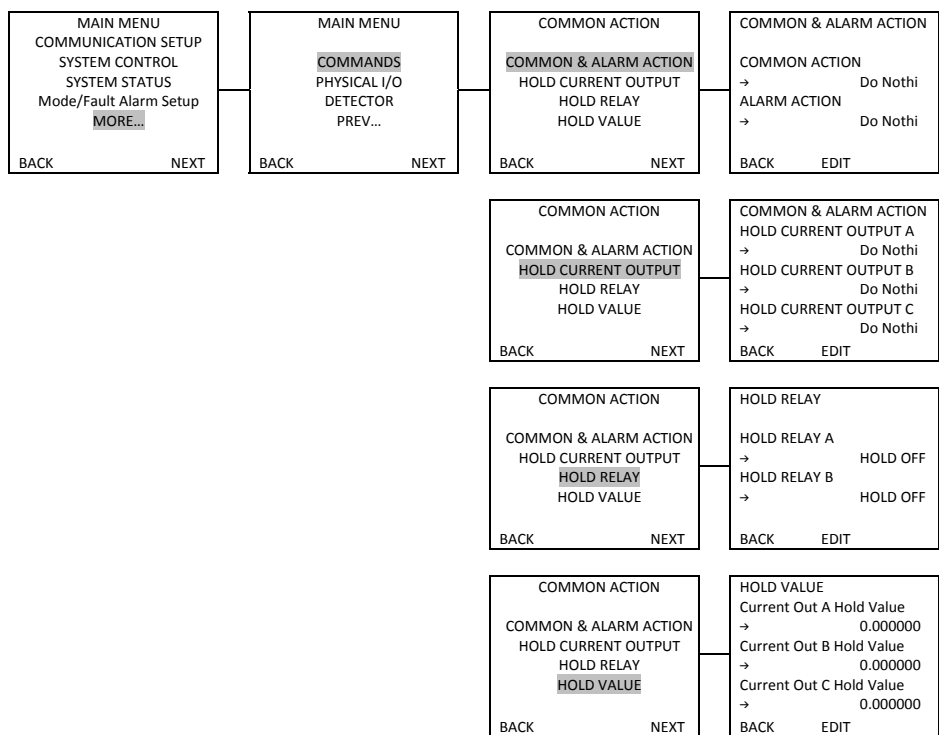 MAIN MENU
COMMUNICATION SETUP
SYSTEM CONTROL
SYSTEM STATUS
Mode/Fault Alarm Setup
MORE...
BACK NEXT
MAIN MENU
COMMANDS
PHYSICAL I/O
DETECTOR
PREV...
BACK NEXT
COMMON ACTION
COMMON & ALARM ACTION
HOLD CURRENT OUTPUT
HOLD RELAY
HOLD VALUE
BACK NEXT
COMMON & ALARM ACTION
COMMON ACTION
→ Do Nothi
ALARM ACTION
→ Do Nothi
BACK EDIT
COMMON ACTION
COMMON & ALARM ACTION
HOLD CURRENT OUTPUT
HOLD RELAY
HOLD VALUE
BACK NEXT
COMMON & ALARM ACTION
HOLD CURRENT OUTPUT A
→ Do Nothi
HOLD CURRENT OUTPUT B
→ Do Nothi
HOLD CURRENT OUTPUT C
→ Do Nothi
BACK EDIT
COMMON ACTION
COMMON & ALARM ACTION
HOLD CURRENT OUTPUT
HOLD RELAY
HOLD VALUE
BACK NEXT
HOLD RELAY
HOLD RELAY A
→ HOLD OFF
HOLD RELAY B
→ HOLD OFF
BACK EDIT
COMMON ACTION
COMMON & ALARM ACTION
HOLD CURRENT OUTPUT
HOLD RELAY
HOLD VALUE
BACK NEXT
HOLD VALUE
Current Out A Hold Value
→ 0.000000
Current Out B Hold Value
→ 0.000000
Current Out C Hold Value
→ 0.000000
BACK EDIT